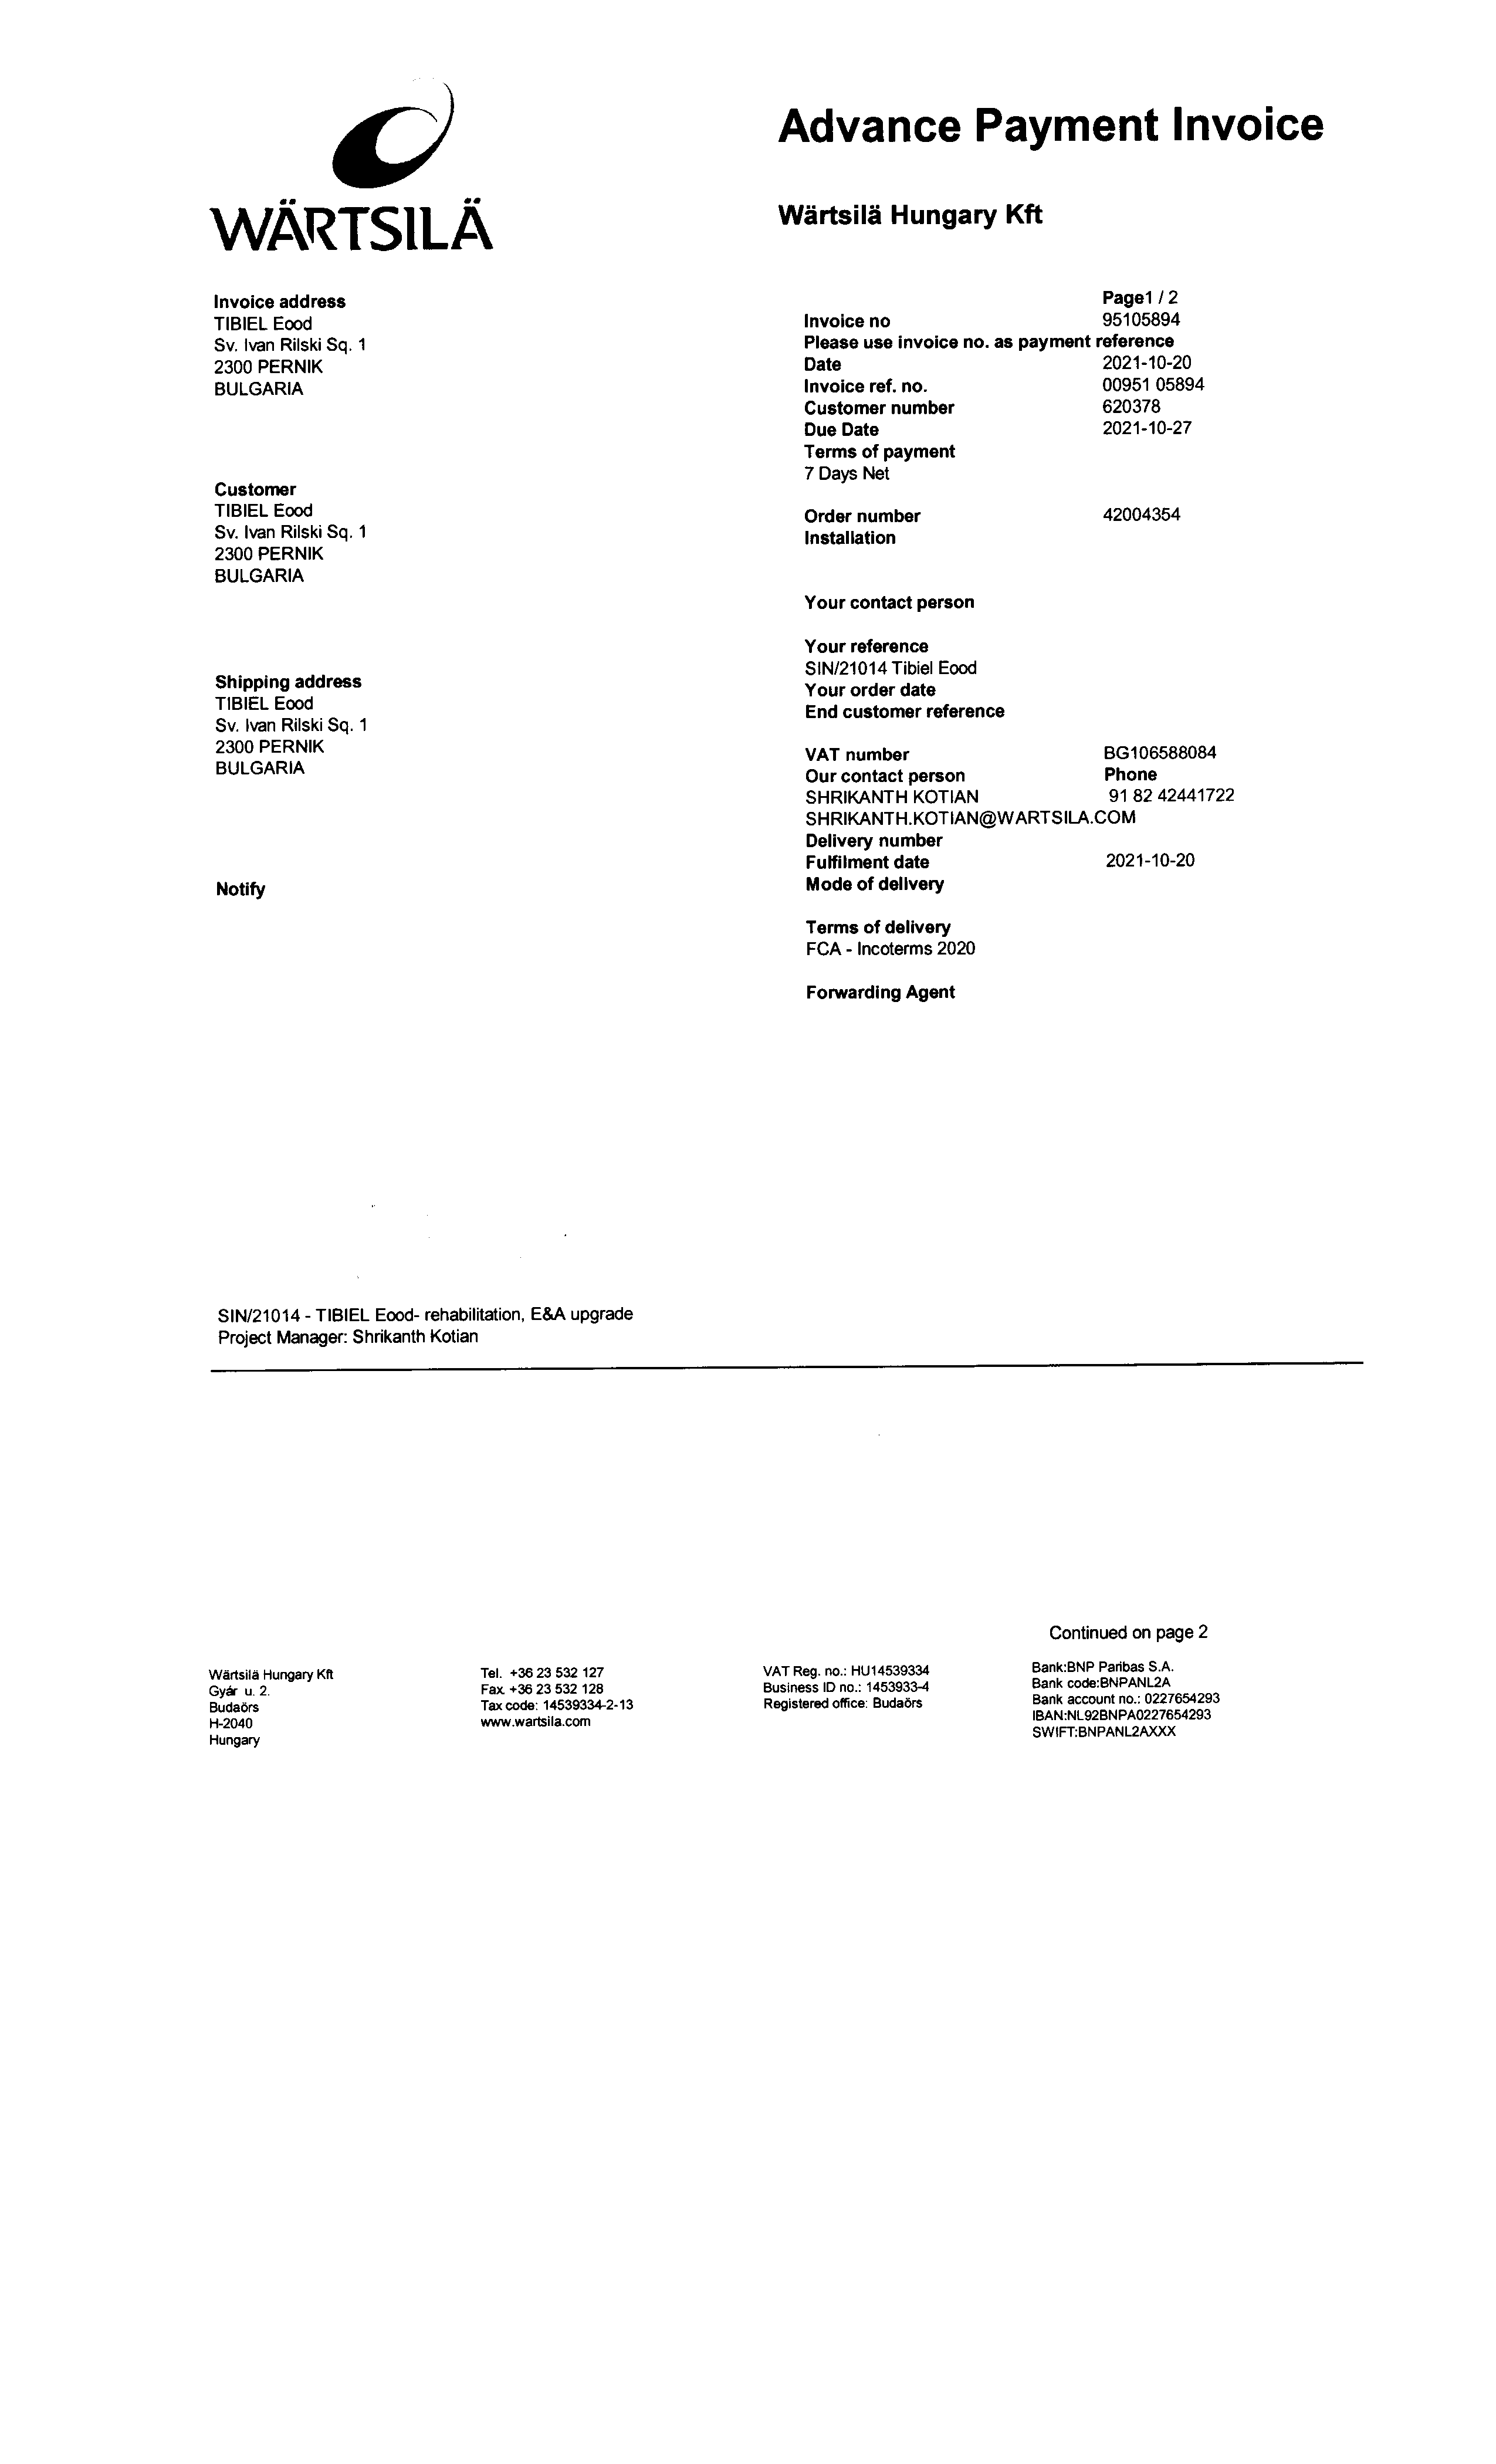 WÄRTSILÄ
Advance Payment Invoice
Wärtsilä Hungary Kft
Invoice address
TIBIEL Eood
Sv. Ivan Rilski Sq. 1
2300 PERNIK
BULGARIA
Customer
TIBIEL Eood
Sv. Ivan Rilski Sq. 1
2300 PERNIK
BULGARIA
Shipping address
TIBIEL Eood
Sv. Ivan Rilski Sq. 1
2300 PERNIK
BULGARIA
Notify
Page1 / 2
Invoice no 95105894
Please use invoice no. as payment reference
Date 2021-10-20
Invoice ref. no. 00951 05894
Customer number 620378
Due Date 2021-10-27
Terms of payment
7 Days Net
Order number 42004354
Installation
Your contact person
Your reference
SIN/21014 Tibiel Eood
Your order date
End customer reference
VAT number BG106588084
Our contact person Phone
SHRIKANTH KOTIAN 91 82 42441722
SHRIKANTH.KOTIAN@WARTSILA.COM
Delivery number
Fulfilment date 2021-10-20
Mode of delivery
Terms of delivery
FCA - Incoterms 2020
Forwarding Agent
SIN/21014 - TIBIEL Eood- rehabilitation, E&A upgrade
Project Manager: Shrikanth Kotian
Continued on page 2
Wärtsilä Hungary Kft
Gyár u. 2.
Budaörs
H-2040
Hungary
Tel. +36 23 532 127
Fax. +36 23 532 128
Tax code: 14539334-2-13
www.wartsila.com
VAT Reg. no.: HU14539334
Business ID no.: 1453933-4
Registered office: Budaörs
Bank:BNP Paribas S.A.
Bank code:BNPANL2A
Bank account no.: 0227654293
IBAN:NL92BNPA0227654293
SWIFT:BNPANL2AXXX